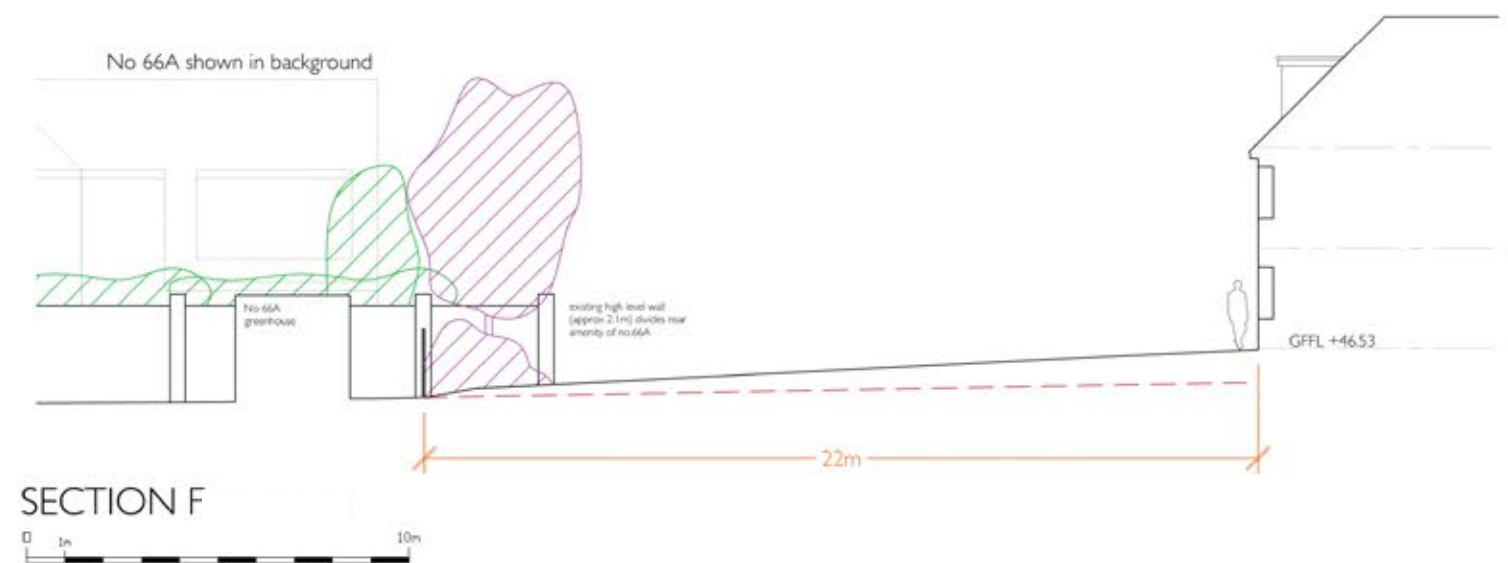 No 66A shown in background
No 66A
greenhouse
existing high level wall
(approx 2.1m) divides rear
amenity of no.66A
GFFL +46.53
22m
SECTION F
0 1m 10m